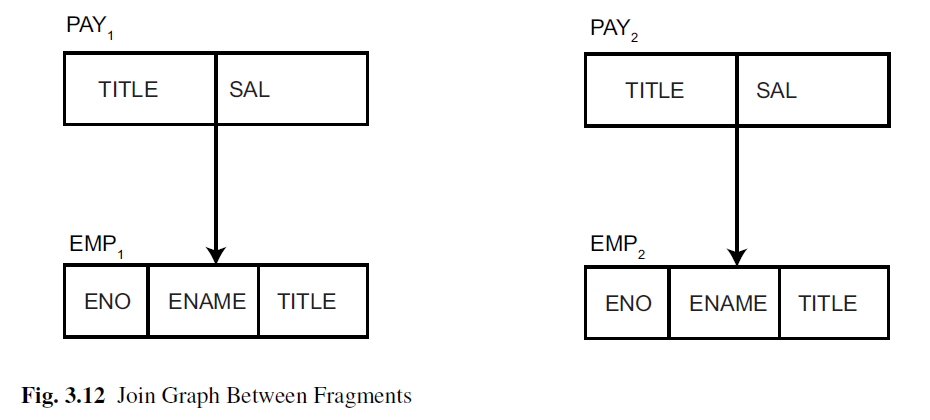 PAY1 PAY2
TITLE SAL TITLE SAL
EMP1 EMP2
ENO ENAME TITLE ENO ENAME TITLE
Fig. 3.12 Join Graph Between Fragments